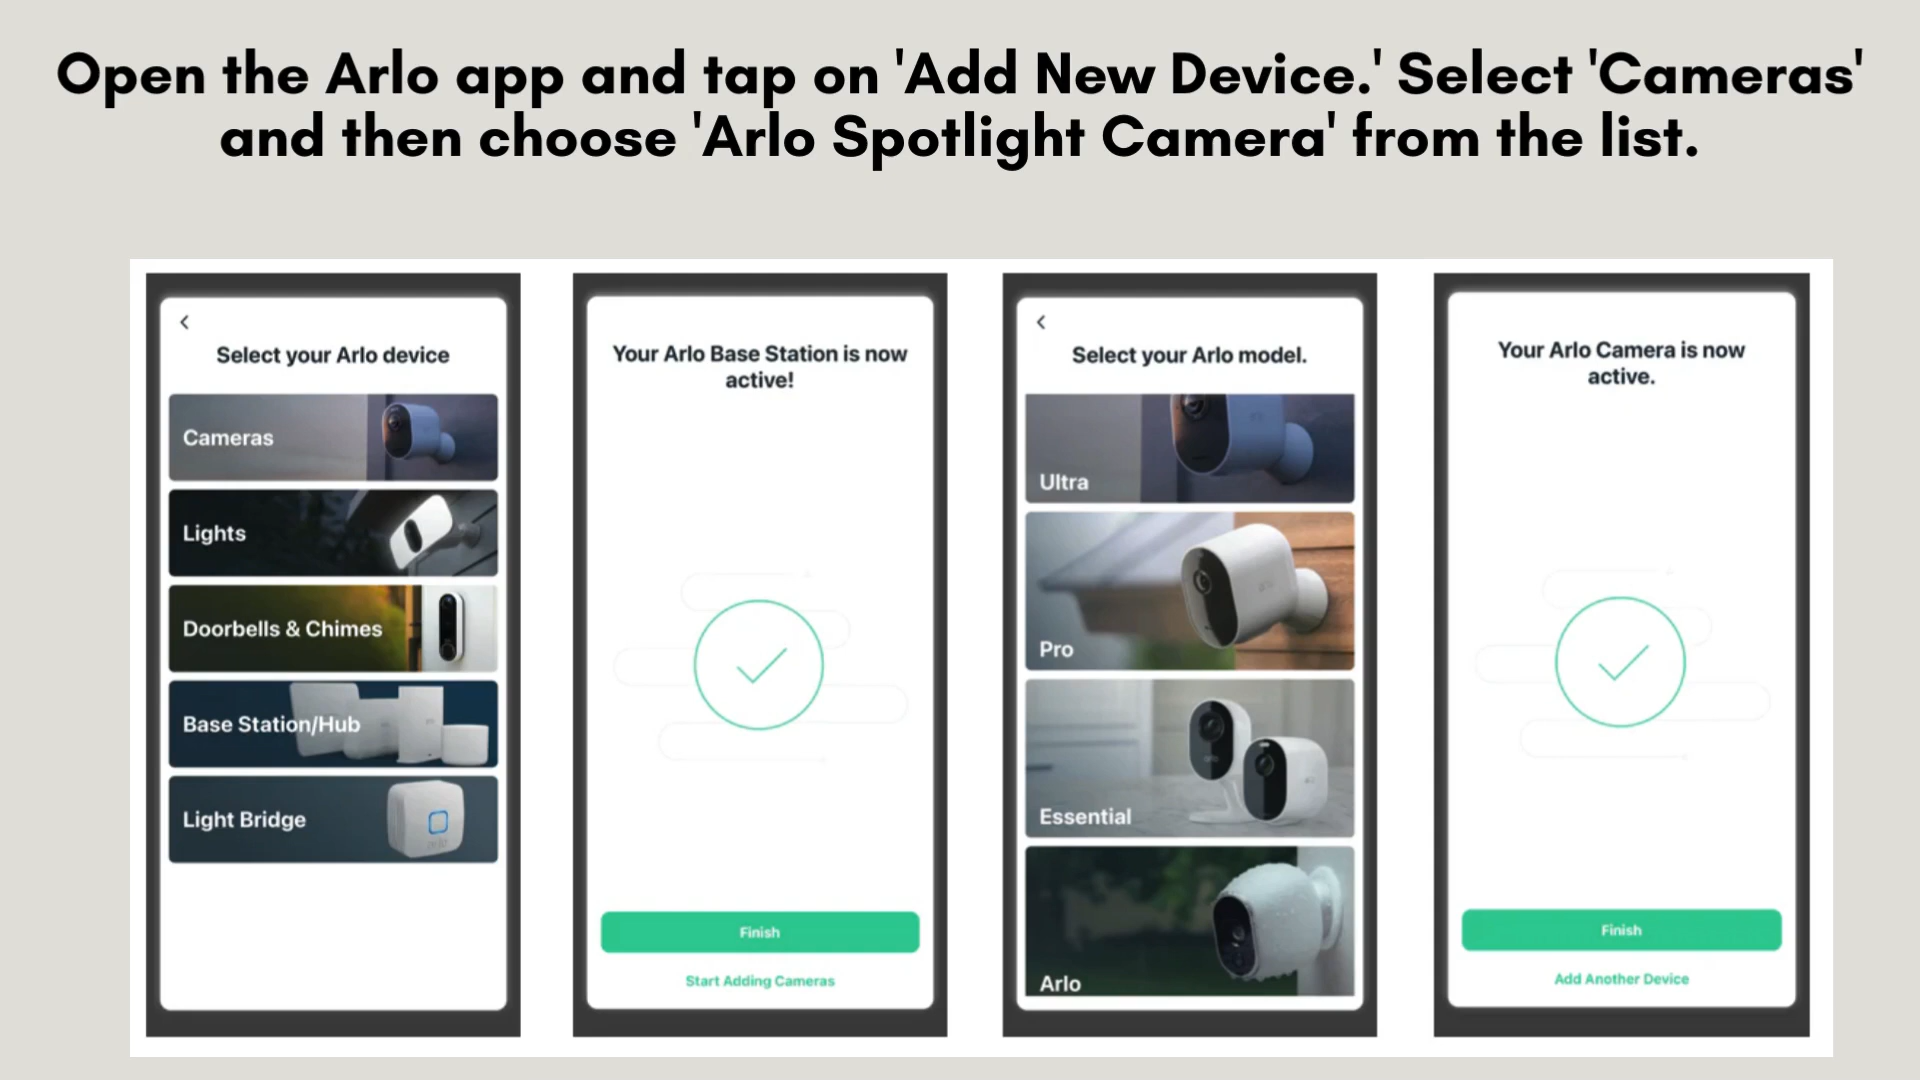 Open the Arlo app and tap on 'Add New Device.' Select 'Cameras'
and then choose 'Arlo Spotlight Camera' from the list.
Select your Arlo device
Cameras
Lights
Doorbells & Chimes
Base Station/Hub
Light Bridge
Your Arlo Base Station is now
active!
Finish
Start Adding Cameras
Select your Arlo model.
Ultra
Pro
Essential
Arlo
Your Arlo Camera is now
active.
Finish
Add Another Device